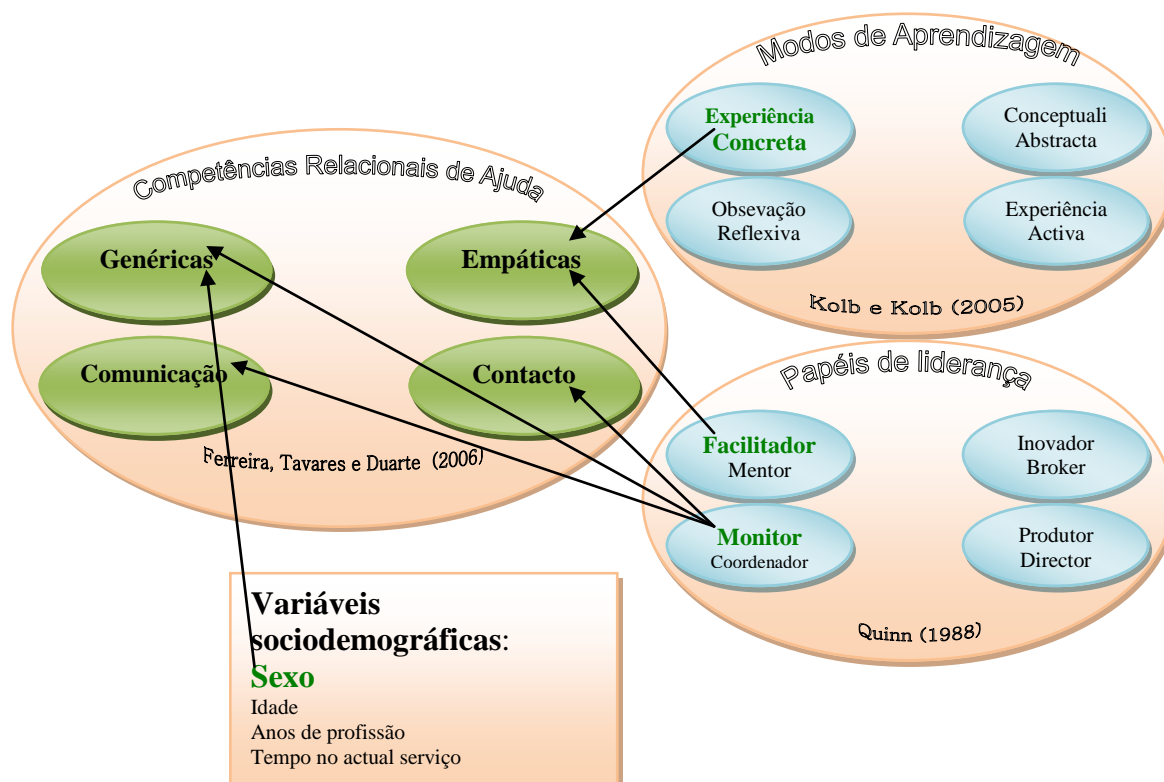 Modos de Aprendizagem
Experiência
Concreta
Conceptuali
Abstracta
Obsevação
Reflexiva
Experiência
Activa
Kolb e Kolb (2005)
Competências Relacionais de Ajuda
Genéricas
Empáticas
Comunicação
Contacto
Ferreira, Tavares e Duarte (2006)
Papéis de liderança
Facilitador
Mentor
Inovador
Broker
Monitor
Coordenador
Produtor
Director
Quinn (1988)
Variáveis
sociodemográficas:
Sexo
Idade
Anos de profissão
Tempo no actual serviço